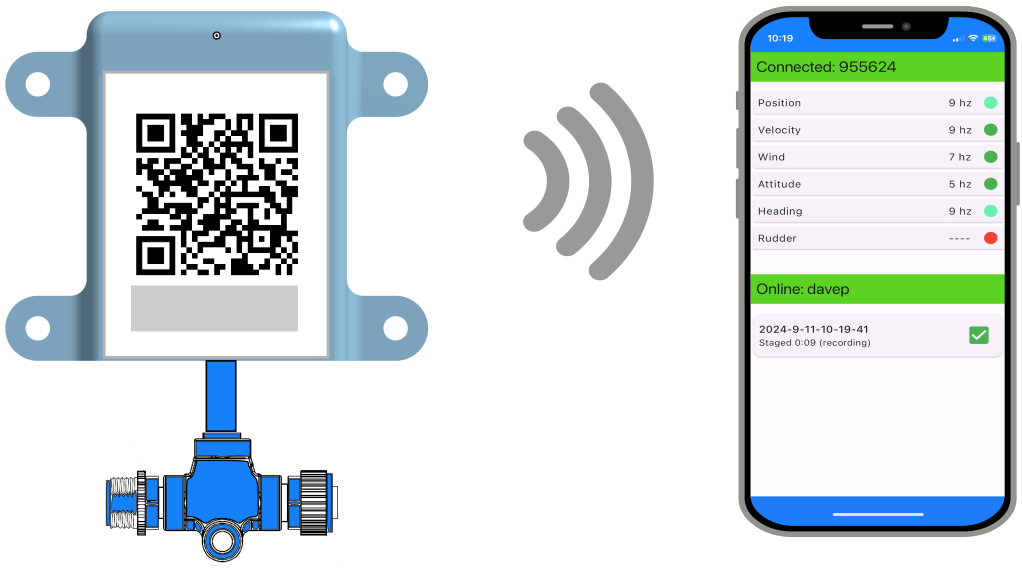 10:19
46+
Connected: 955624
Position 9 hz
Velocity 9 hz
Wind 7 hz
Attitude 5 hz
Heading 9 hz
Rudder ----
Online: davep
2024-9-11-10-19-41
Staged 0:09 (recording)